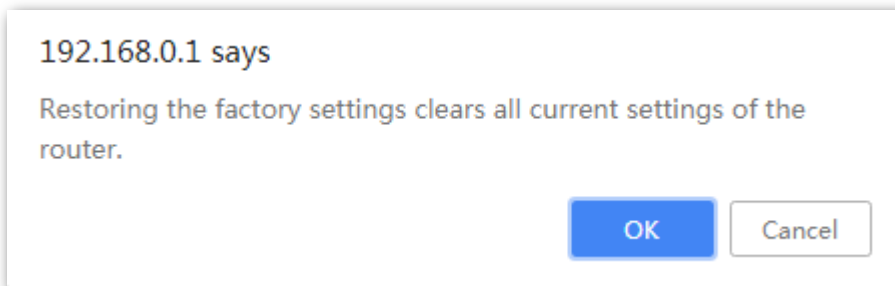 192.168.0.1 says
Restoring the factory settings clears all current settings of the
router.
OK
Cancel